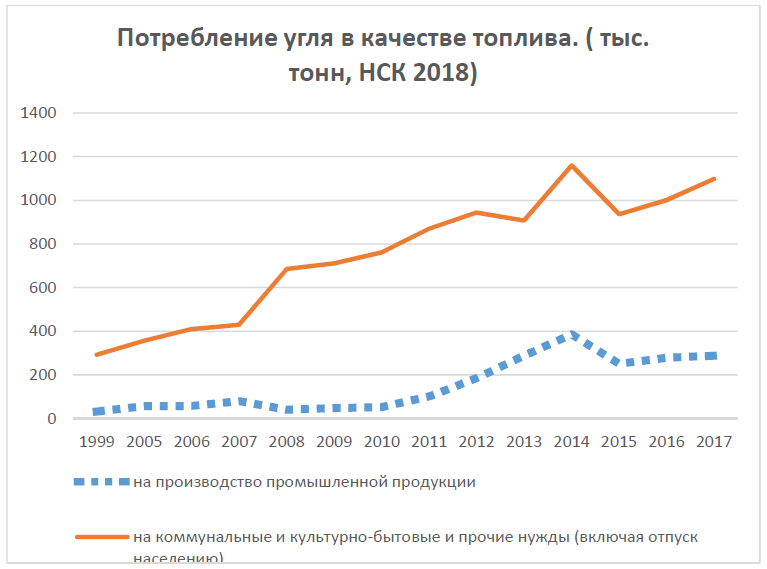 Потребление угля в качестве топлива. ( тыс.
тонн, НСК 2018)
1400
1200
1000
800
600
400
200
0
1999 2005 2006 2007 2008 2009 2010 2011 2012 2013 2014 2015 2016 2017
на производство промышленной продукции
на коммунальные и культурно-бытовые и прочие нужды (включая отпуск
населению)